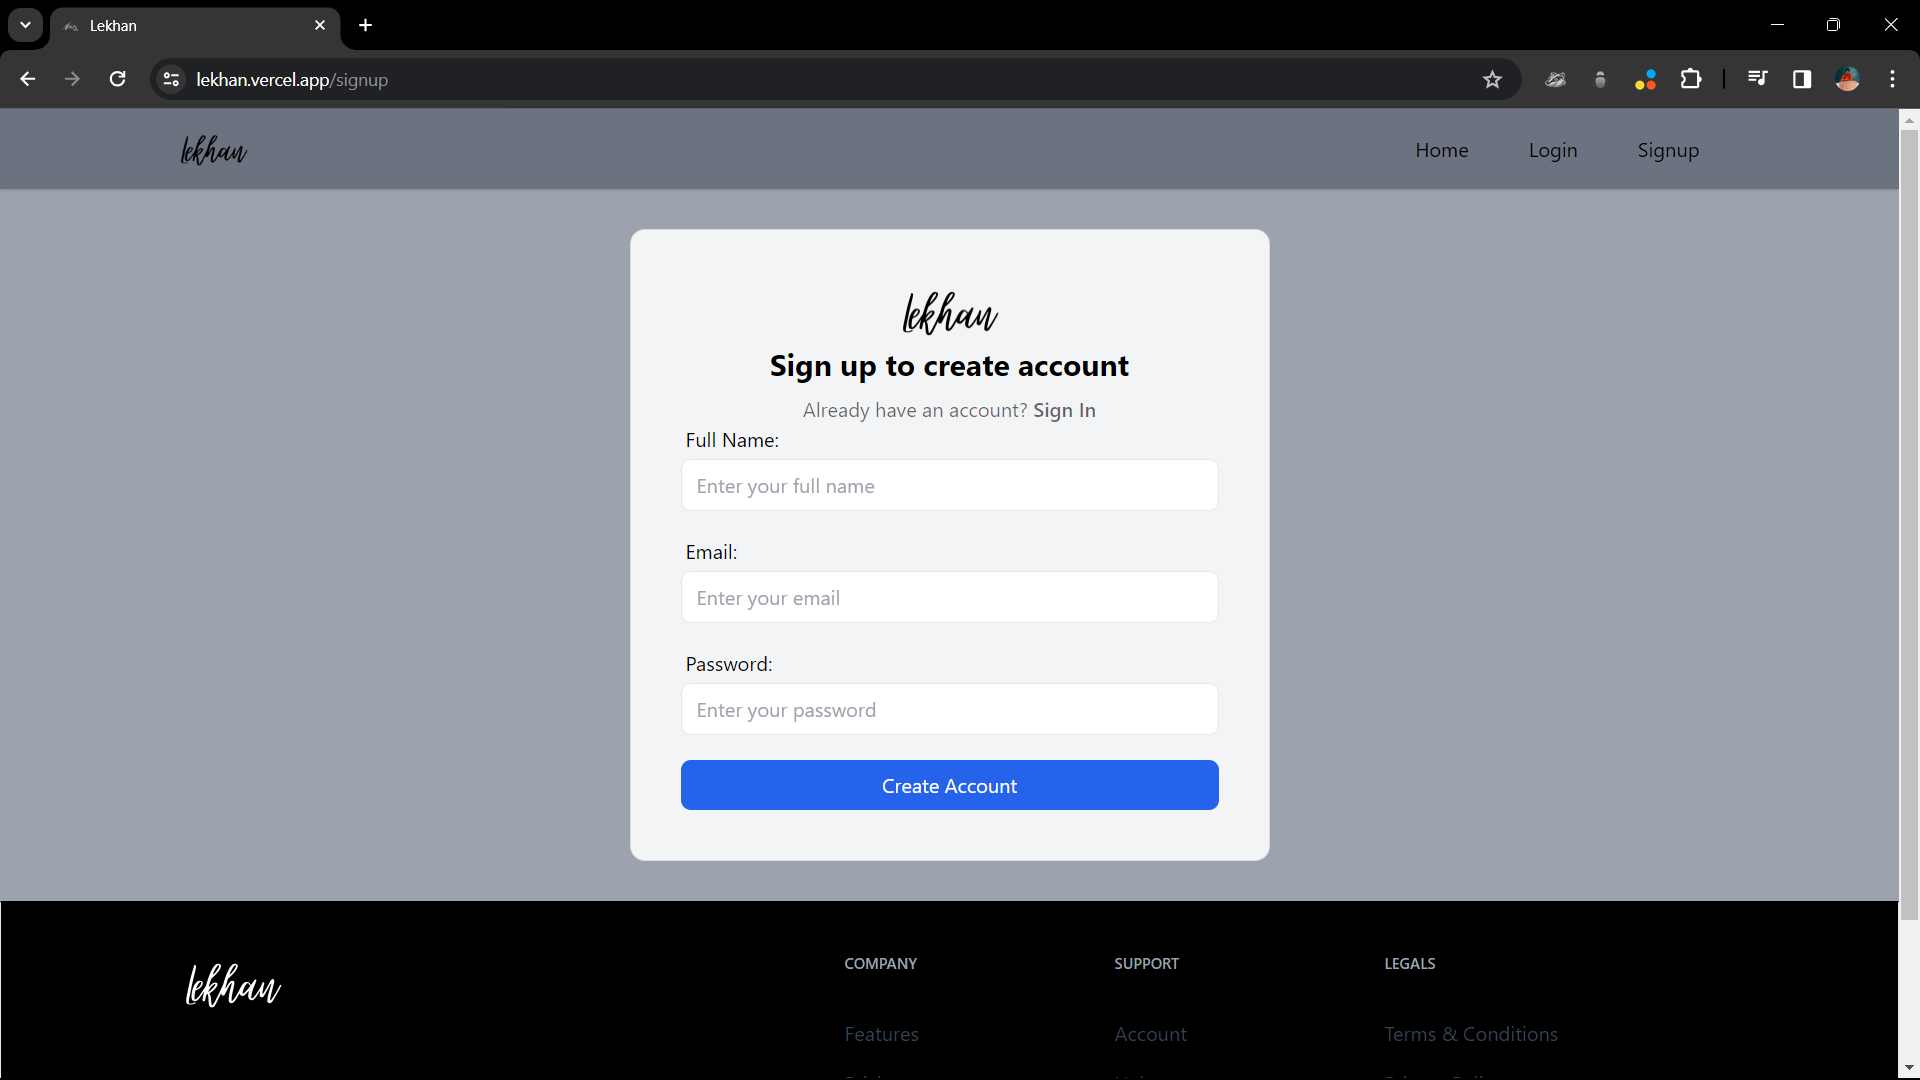 Lekhan
lekhan.vercel.app/signup
lekhan
Home Login Signup
lekhan
Sign up to create account
Already have an account? Sign In
Full Name:
Enter your full name
Email:
Enter your email
Password:
Enter your password
Create Account
lekhan
COMPANY SUPPORT LEGALS
Features Account Terms & Conditions